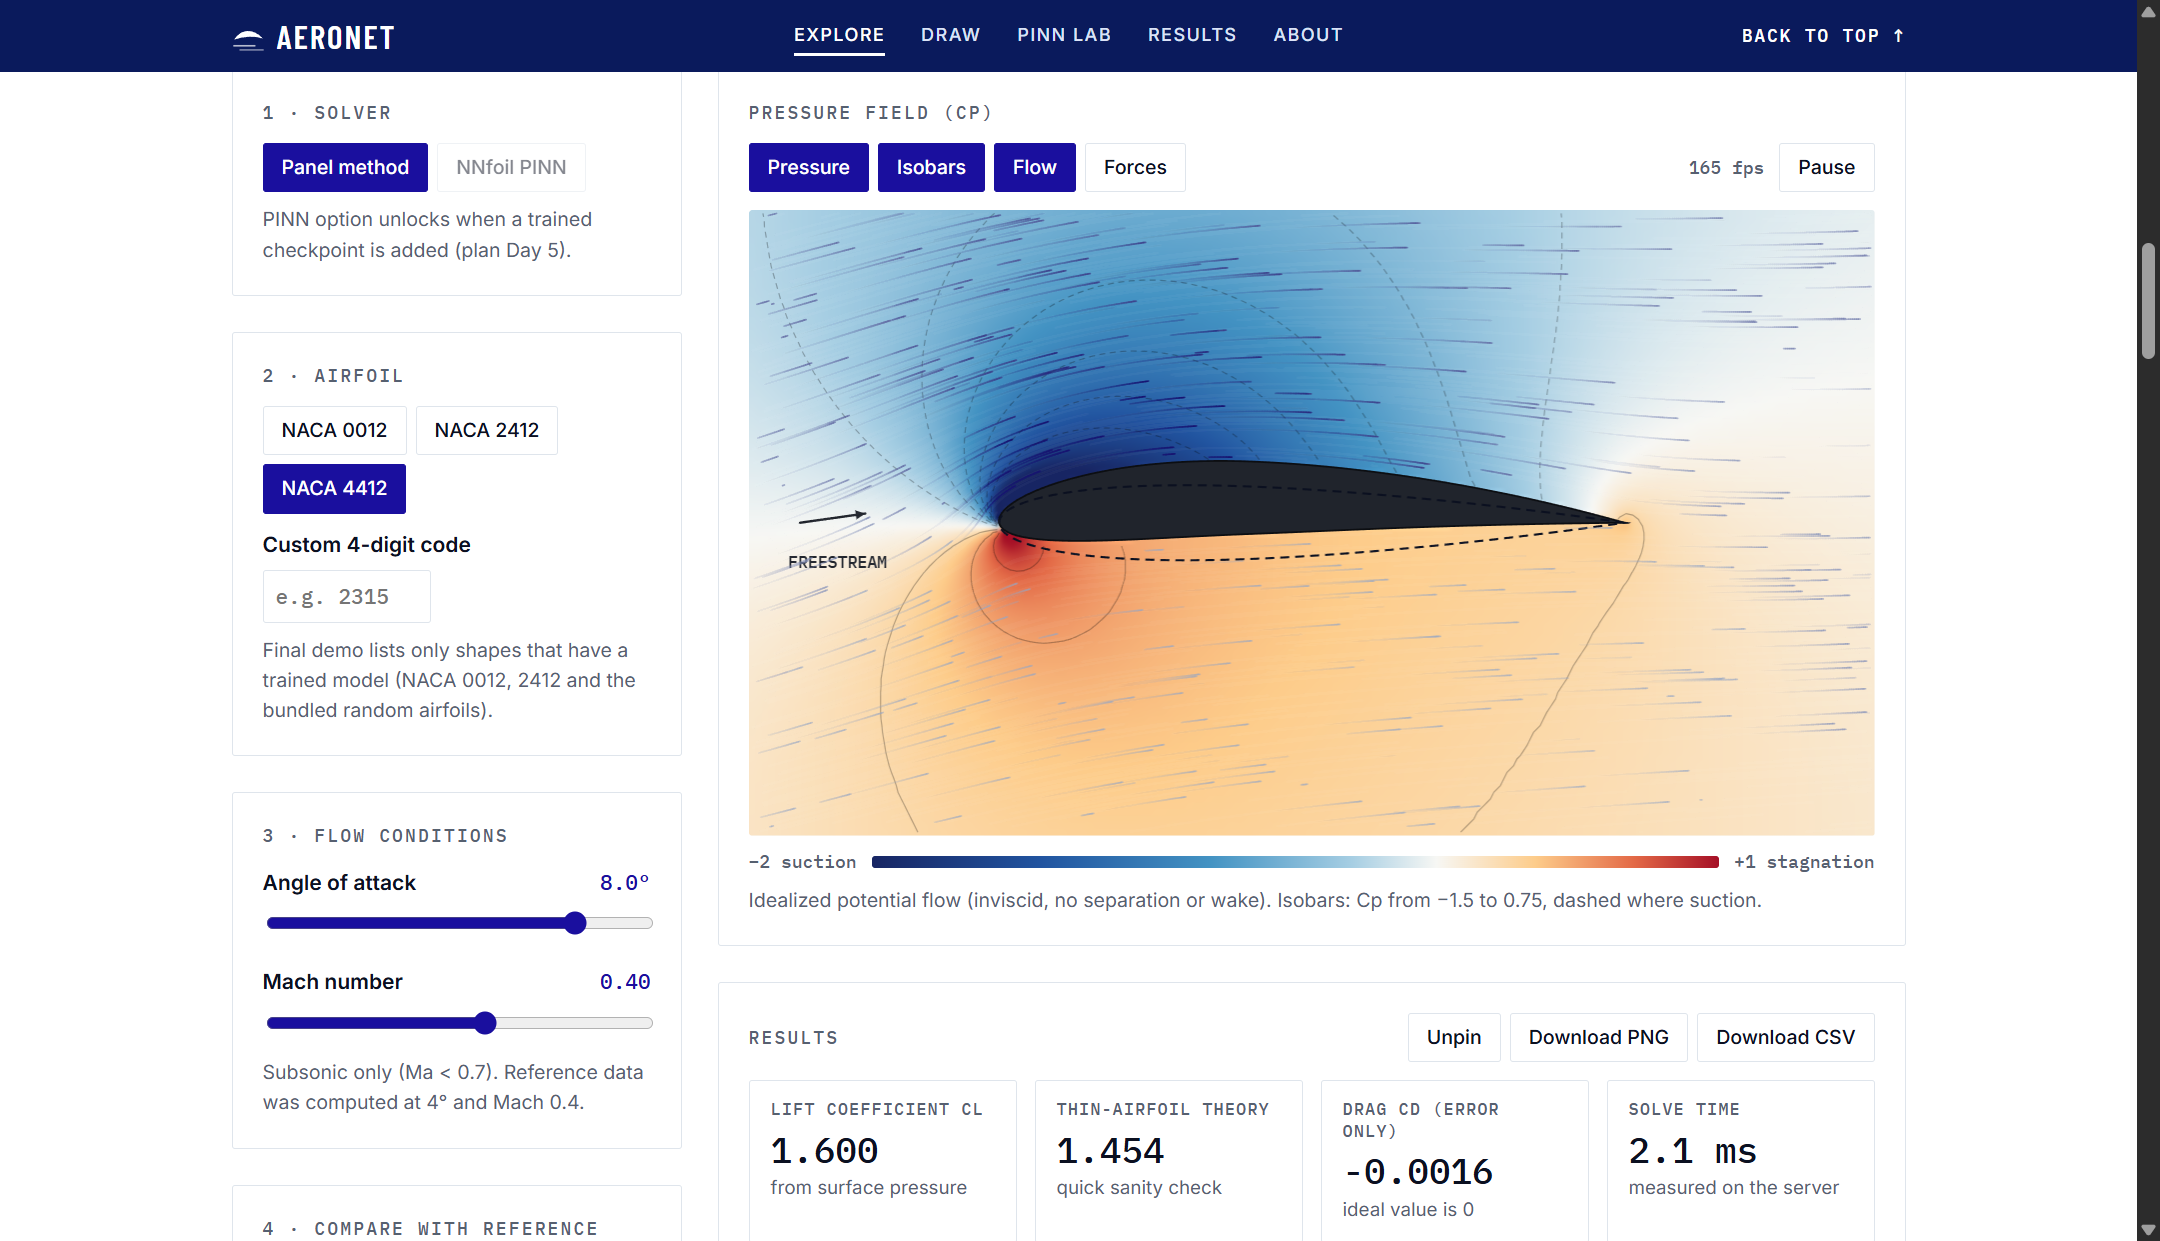 AERONET
EXPLORE DRAW PINN LAB RESULTS ABOUT
BACK TO TOP ↑
1 · SOLVER
Panel method
NNfoil PINN
PINN option unlocks when a trained
checkpoint is added (plan Day 5).
2 · AIRFOIL
NACA 0012
NACA 2412
NACA 4412
Custom 4-digit code
e.g. 2315
Final demo lists only shapes that have a
trained model (NACA 0012, 2412 and the
bundled random airfoils).
3 · FLOW CONDITIONS
Angle of attack 8.0°
Mach number 0.40
Subsonic only (Ma < 0.7). Reference data
was computed at 4° and Mach 0.4.
4 · COMPARE WITH REFERENCE
PRESSURE FIELD (CP)
Pressure
Isobars
Flow
Forces
165 fps
Pause
FREESTREAM
−2 suction
+1 stagnation
Idealized potential flow (inviscid, no separation or wake). Isobars: Cp from −1.5 to 0.75, dashed where suction.
RESULTS
Unpin
Download PNG
Download CSV
LIFT COEFFICIENT CL
1.600
from surface pressure
THIN-AIRFOIL THEORY
1.454
quick sanity check
DRAG CD (ERROR
ONLY)
-0.0016
ideal value is 0
SOLVE TIME
2.1 ms
measured on the server